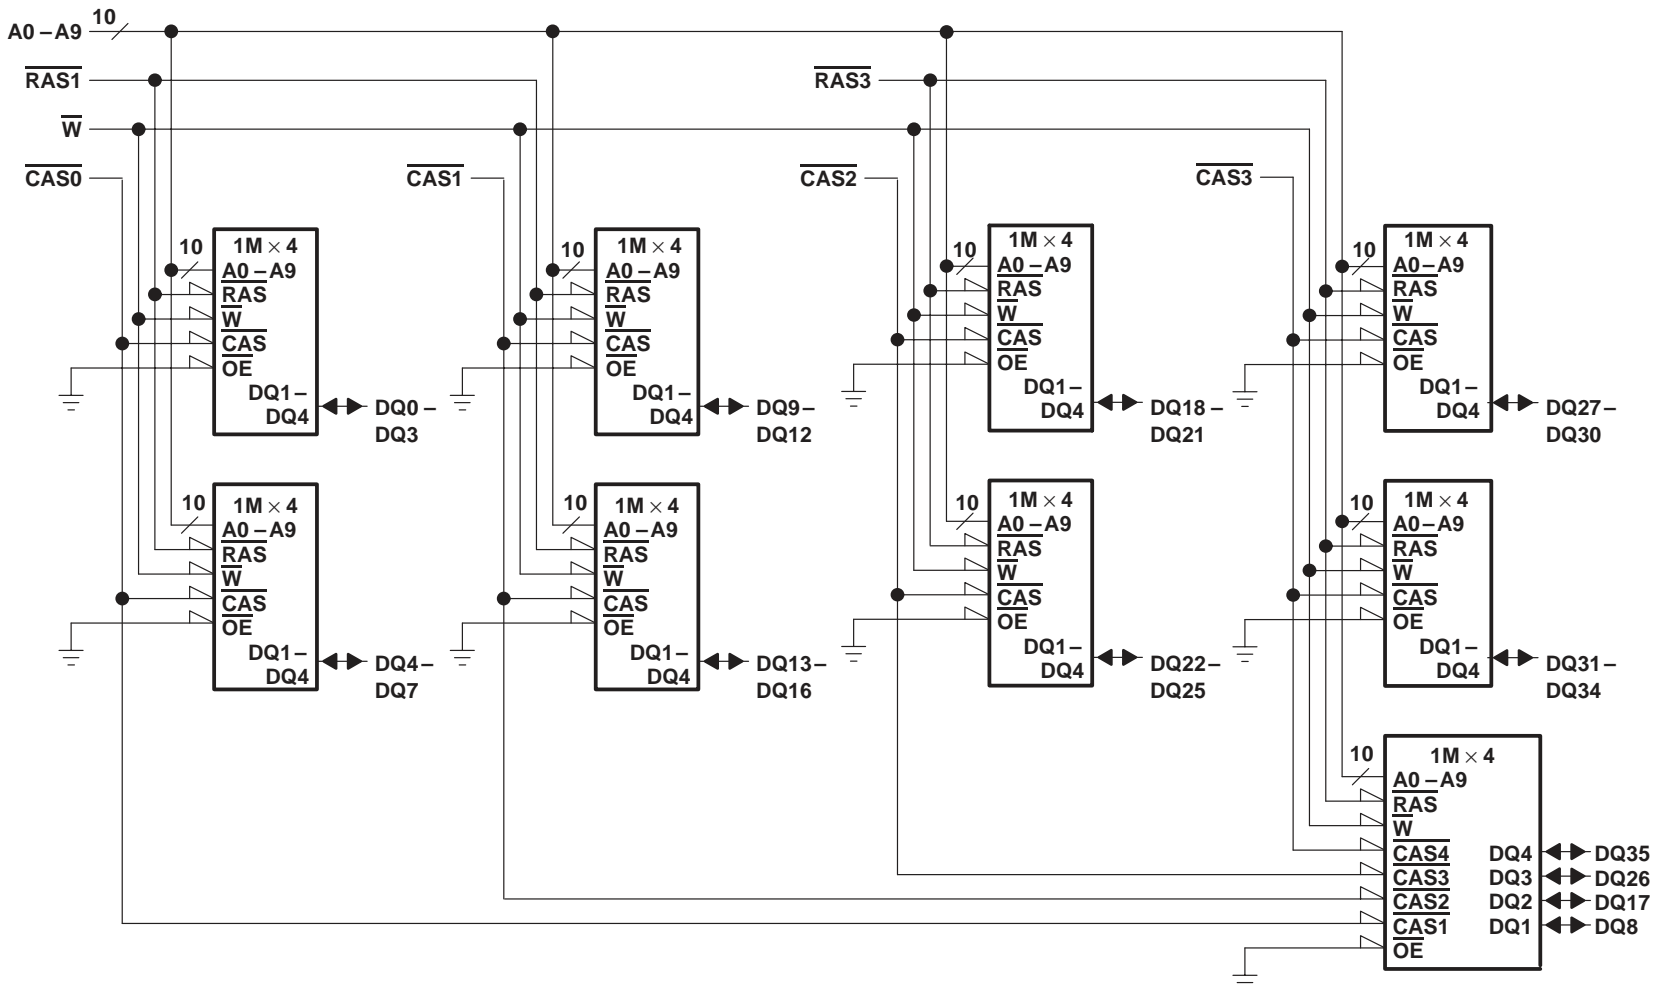 10
A0 – A9
RAS1
RAS3
W
CAS0
CAS1
CAS2
CAS3
10
1M × 4
A0 – A9
RAS
W
CAS
OE
DQ1 –
DQ4
DQ0 –
DQ3
10
1M × 4
A0 – A9
RAS
W
CAS
OE
DQ1 –
DQ4
DQ9 –
DQ12
10
1M × 4
A0 – A9
RAS
W
CAS
OE
DQ1 –
DQ4
DQ18 –
DQ21
10
1M × 4
A0 – A9
RAS
W
CAS
OE
DQ1 –
DQ4
DQ27 –
DQ30
10
1M × 4
A0 – A9
RAS
W
CAS
OE
DQ1 –
DQ4
DQ4 –
DQ7
10
1M × 4
A0 – A9
RAS
W
CAS
OE
DQ1 –
DQ4
DQ13 –
DQ16
10
1M × 4
A0 – A9
RAS
W
CAS
OE
DQ1 –
DQ4
DQ22 –
DQ25
10
1M × 4
A0 – A9
RAS
W
CAS
OE
DQ1 –
DQ4
DQ31 –
DQ34
10
1M × 4
A0 – A9
RAS
W
CAS4 DQ4 DQ35
CAS3 DQ3 DQ26
CAS2 DQ2 DQ17
CAS1 DQ1 DQ8
OE